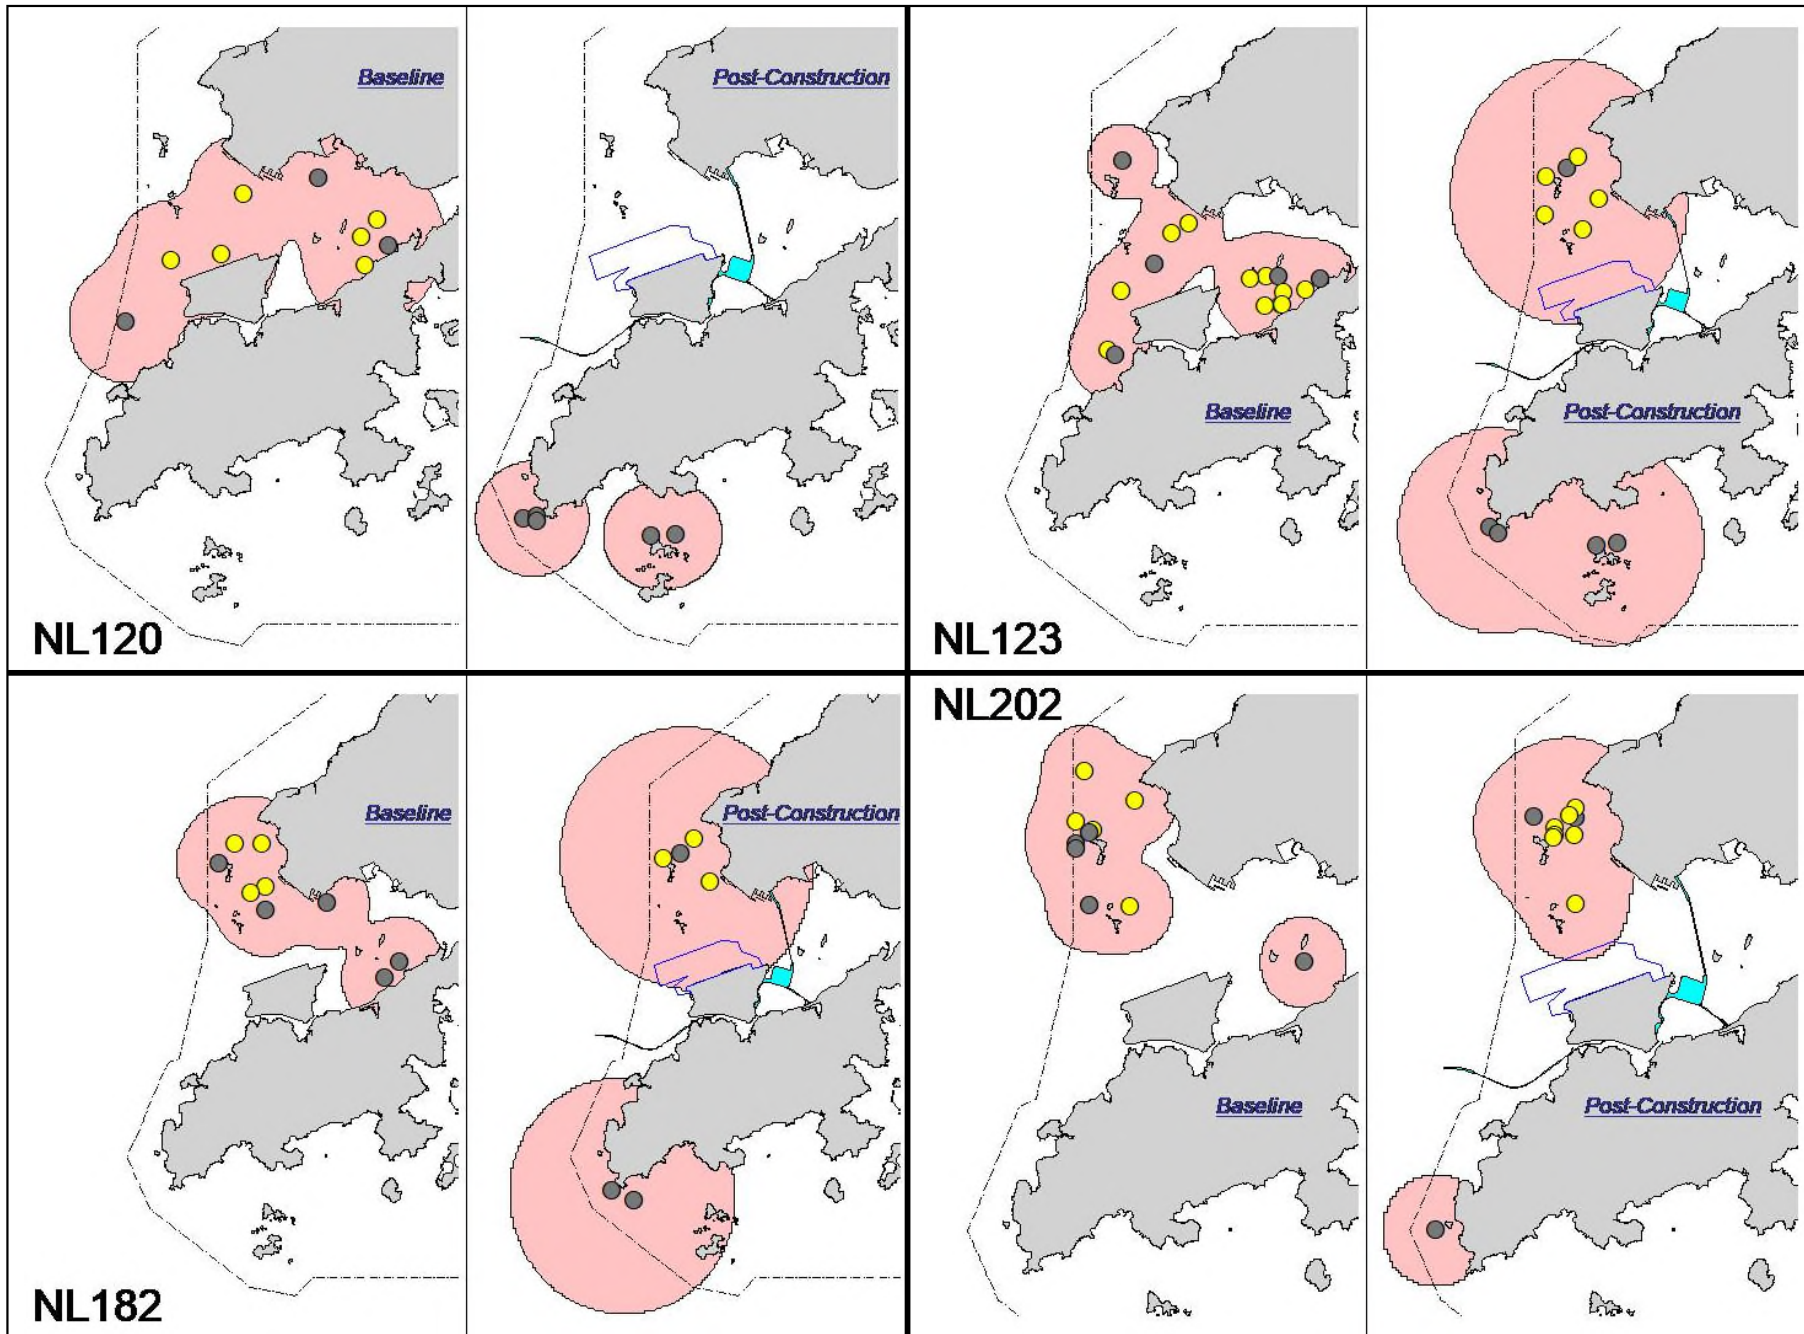 Baseline
Post-Construction
NL120
Baseline
Post-Construction
NL123
Baseline
Post-Construction
NL182
NL202
Baseline
Post-Construction